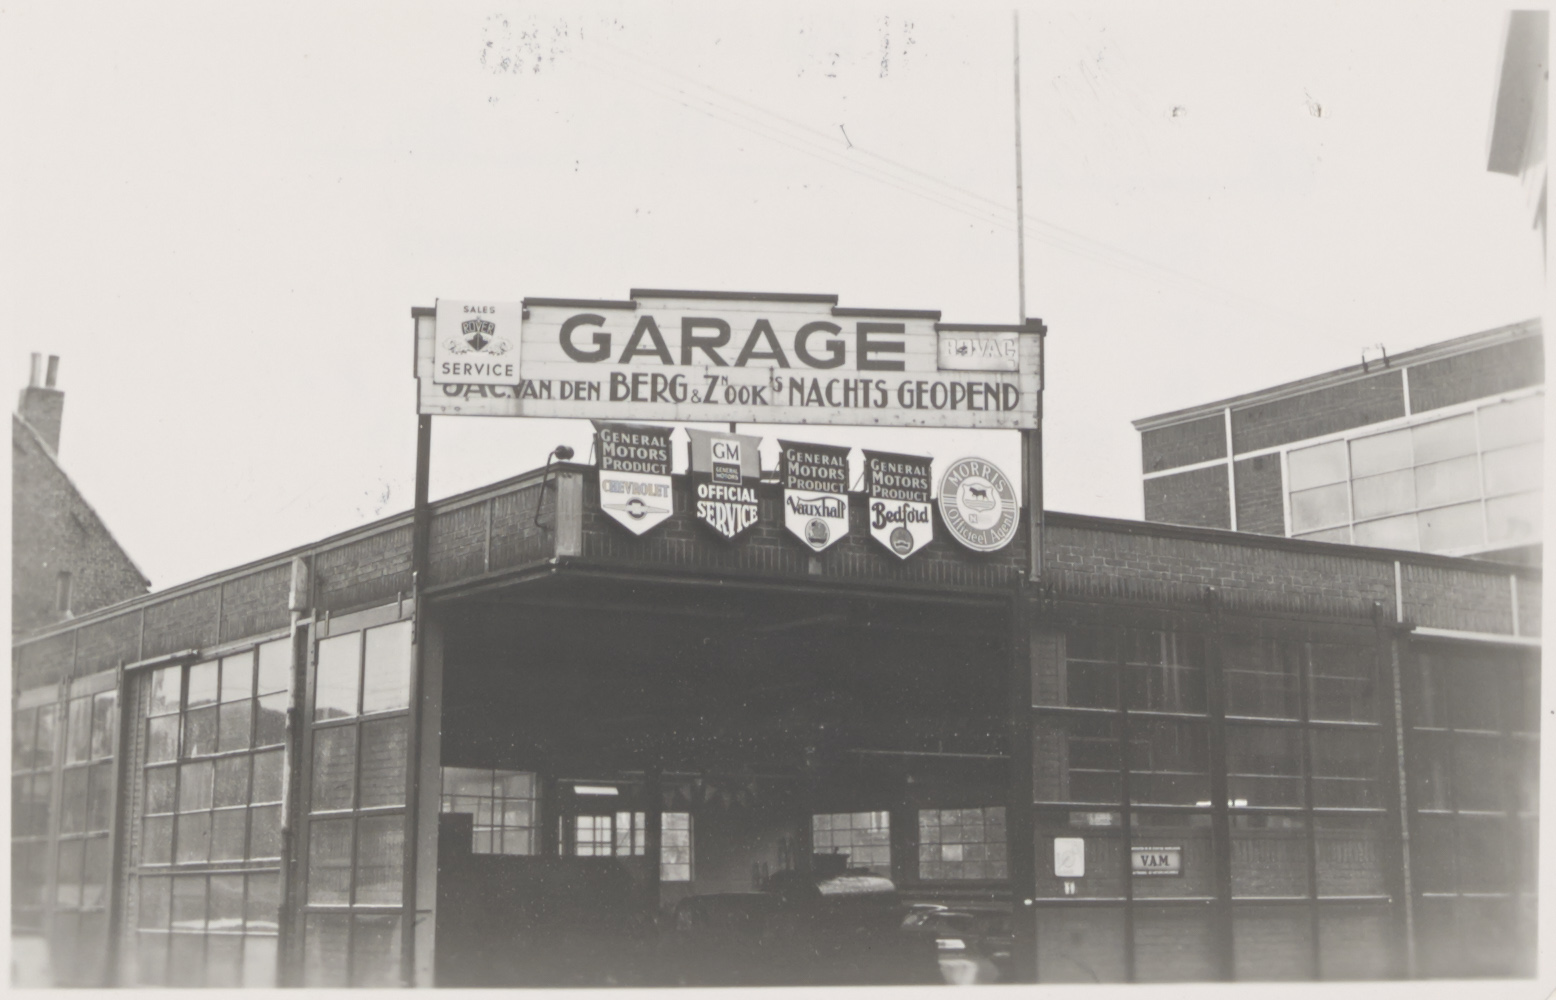 SALES
ROVER
SERVICE
GARAGE
BOVAG
JAC. VAN DEN BERG & ZN OOK 'S NACHTS GEOPEND
GENERAL
MOTORS
PRODUCT
CHEVROLET
GM
GENERAL
MOTORS
OFFICIAL
SERVICE
GENERAL
MOTORS
PRODUCT
Vauxhall
GENERAL
MOTORS
PRODUCT
Bedford
MORRIS
Officieel Agent
V.A.M.